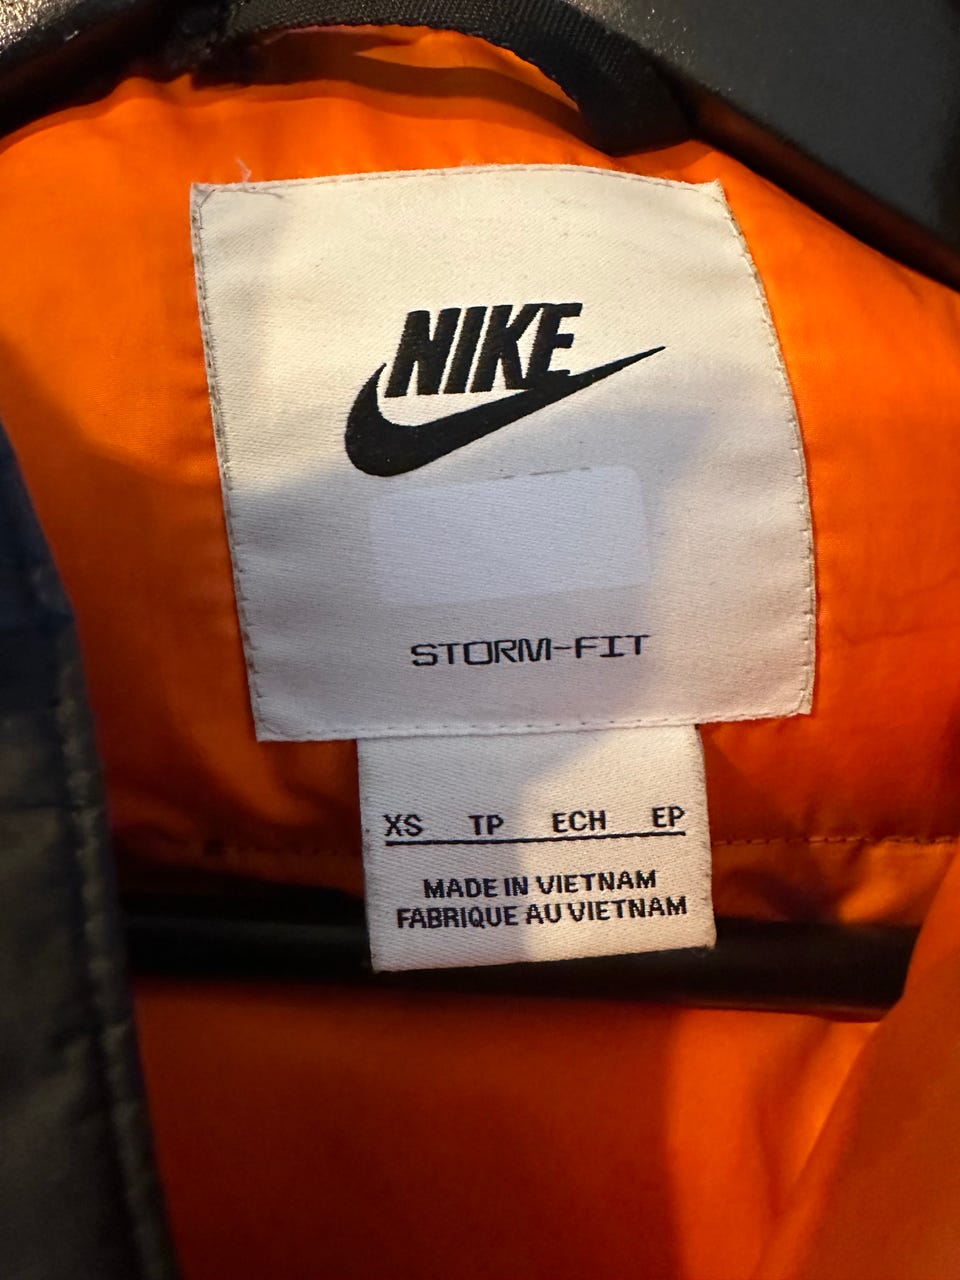 NIKE
STORM-FIT
XS TP ECH EP
MADE IN VIETNAM
FABRIQUE AU VIETNAM